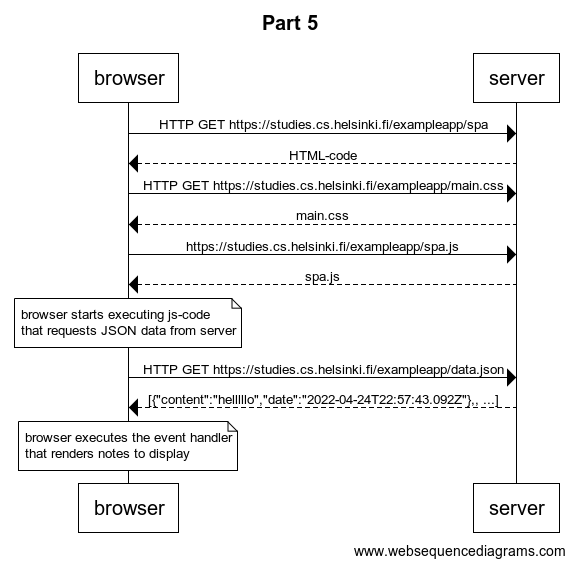 Part 5
browser
server
HTTP GET https://studies.cs.helsinki.fi/exampleapp/spa
HTML-code
HTTP GET https://studies.cs.helsinki.fi/exampleapp/main.css
main.css
https://studies.cs.helsinki.fi/exampleapp/spa.js
spa.js
browser starts executing js-code
that requests JSON data from server
HTTP GET https://studies.cs.helsinki.fi/exampleapp/data.json
[{"content":"helllllo","date":"2022-04-24T22:57:43.092Z"},, ...]
browser executes the event handler
that renders notes to display
browser
server
www.websequencediagrams.com